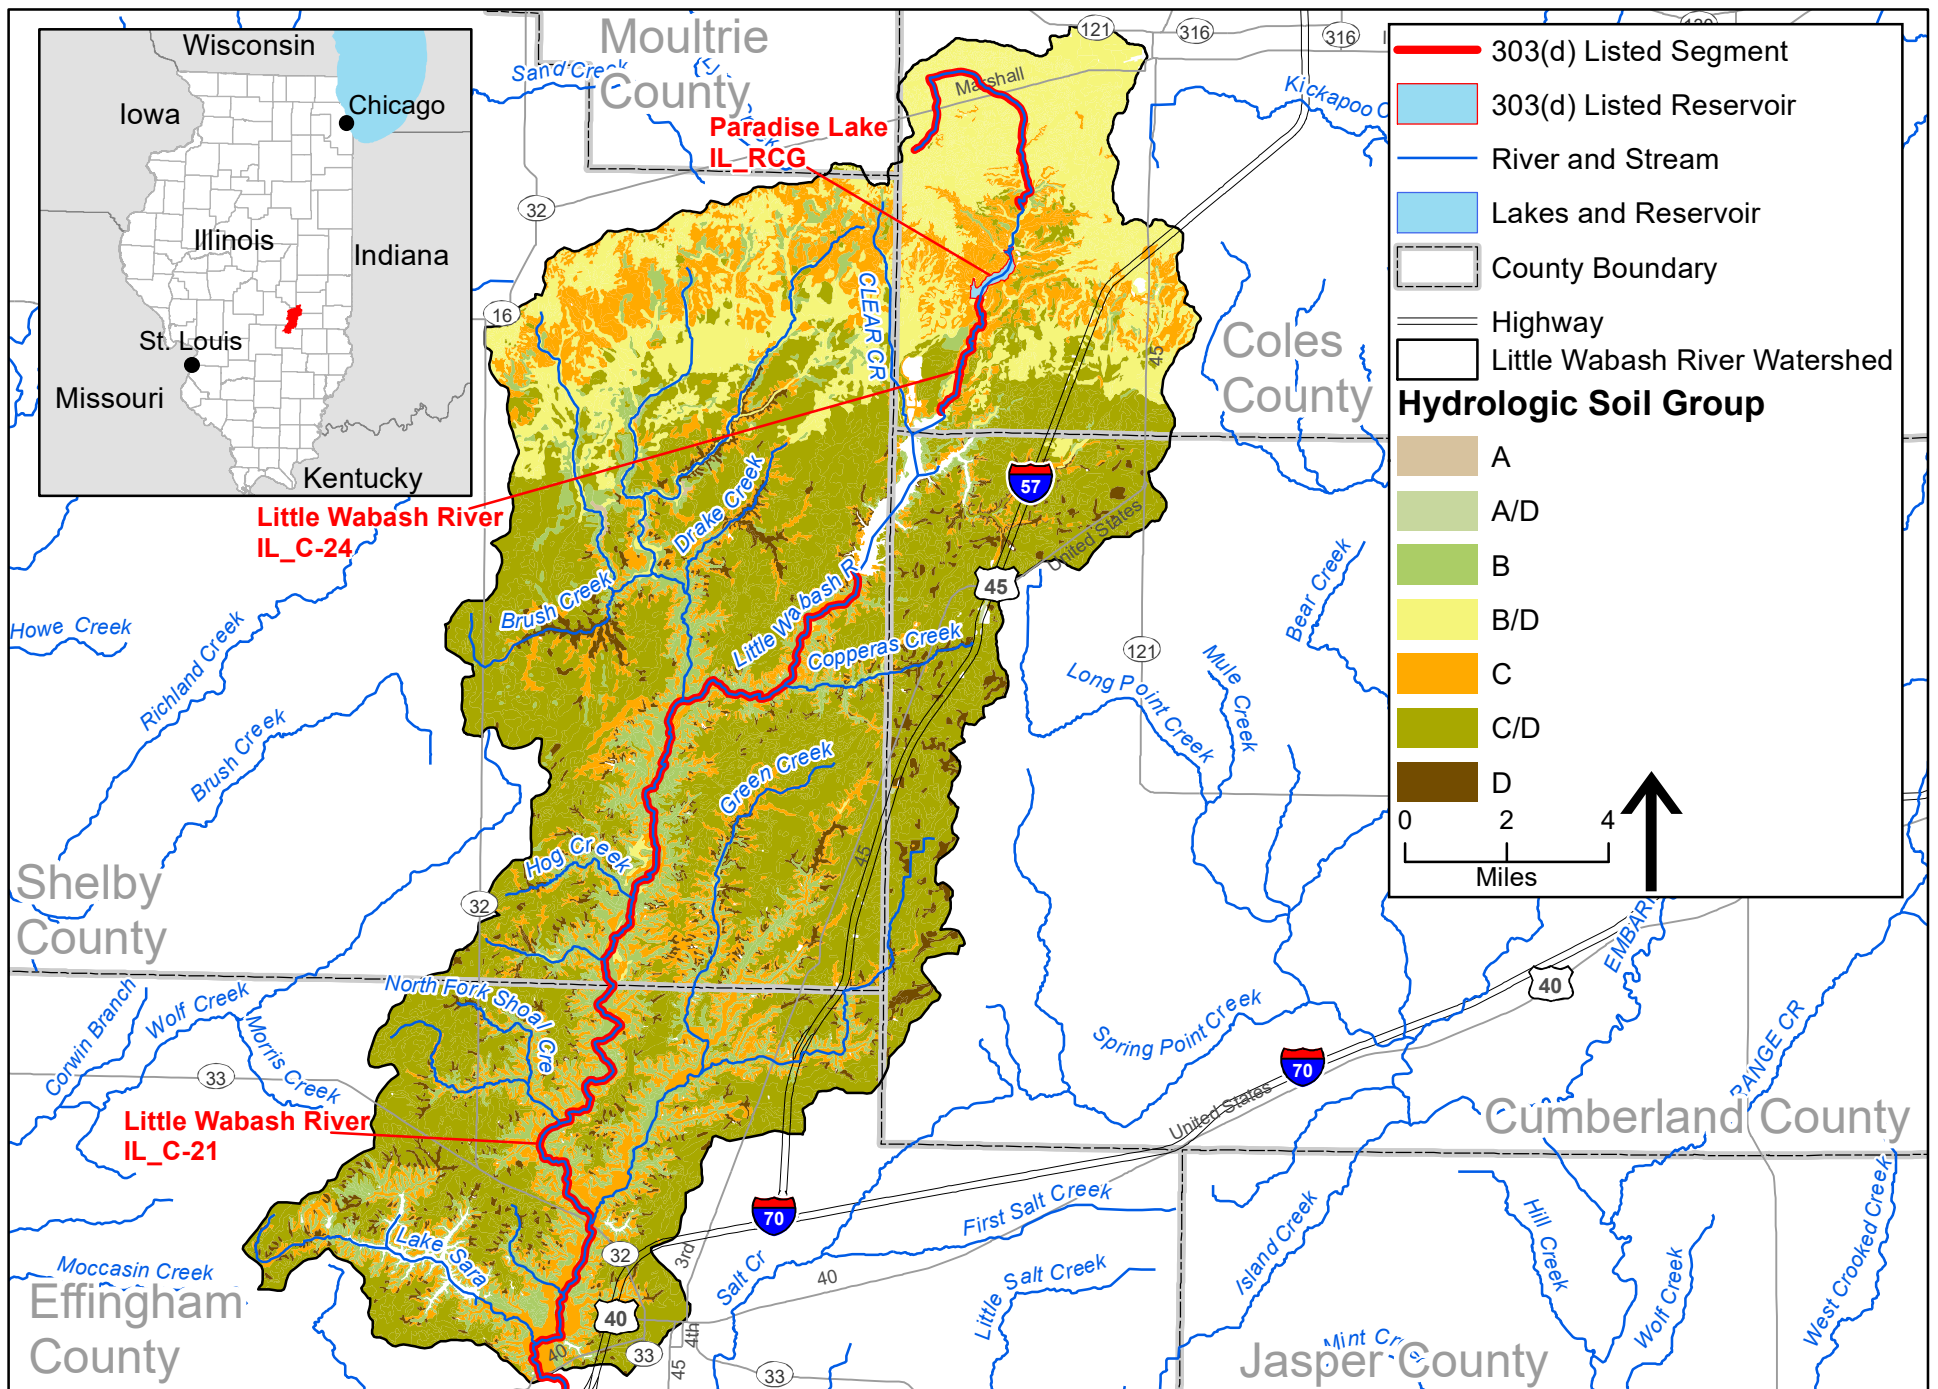 Wisconsin
Iowa
Chicago
Illinois
Indiana
St. Louis
Missouri
Kentucky
Moultrie
County
Sand Creek
Paradise Lake
IL_RCG
Marshall
121
316
316
Kickapoo C
32
16
CLEAR CR
45
Coles
County
303(d) Listed Segment
303(d) Listed Reservoir
River and Stream
Lakes and Reservoir
County Boundary
Highway
Little Wabash River Watershed
Hydrologic Soil Group
A
A/D
B
B/D
C
C/D
D
0 2 4
Miles
Little Wabash River
IL_C-24
Drake Creek
57
United States
45
Brush Creek
Little Wabash R
Copperas Creek
Howe Creek
Richland Creek
Brush Creek
Bear Creek
121
Long Point Creek
Mule Creek
Green Creek
45
Hog Creek
32
Shelby
County
North Fork Shoal Cre
Corwin Branch
Wolf Creek
Morris Creek
33
Little Wabash River
IL_C-21
Spring Point Creek
70
40
EMBARR
RANGE CR
United States
Cumberland County
70
First Salt Creek
Salt Cr
Little Salt Creek
Island Creek
Hill Creek
Wolf Creek
West Crooked Creek
Mint Cr
Jasper County
Lake Sara
Moccasin Creek
Effingham
County
32
3rd
40
40
40
33
4th
45
33